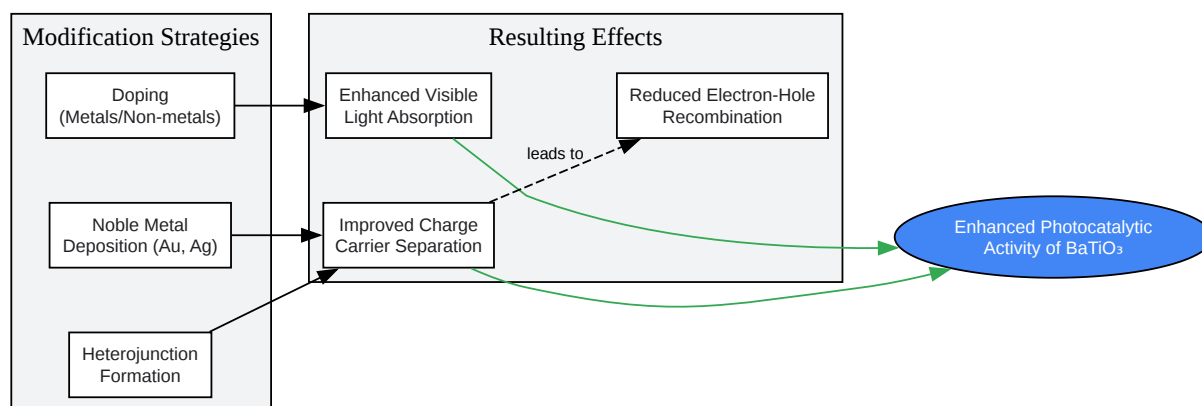 Modification Strategies
Doping
(Metals/Non-metals)
Noble Metal
Deposition (Au, Ag)
Heterojunction
Formation
Resulting Effects
Enhanced Visible
Light Absorption
Reduced Electron-Hole
Recombination
leads to
Improved Charge
Carrier Separation
Enhanced Photocatalytic
Activity of BaTiO₃